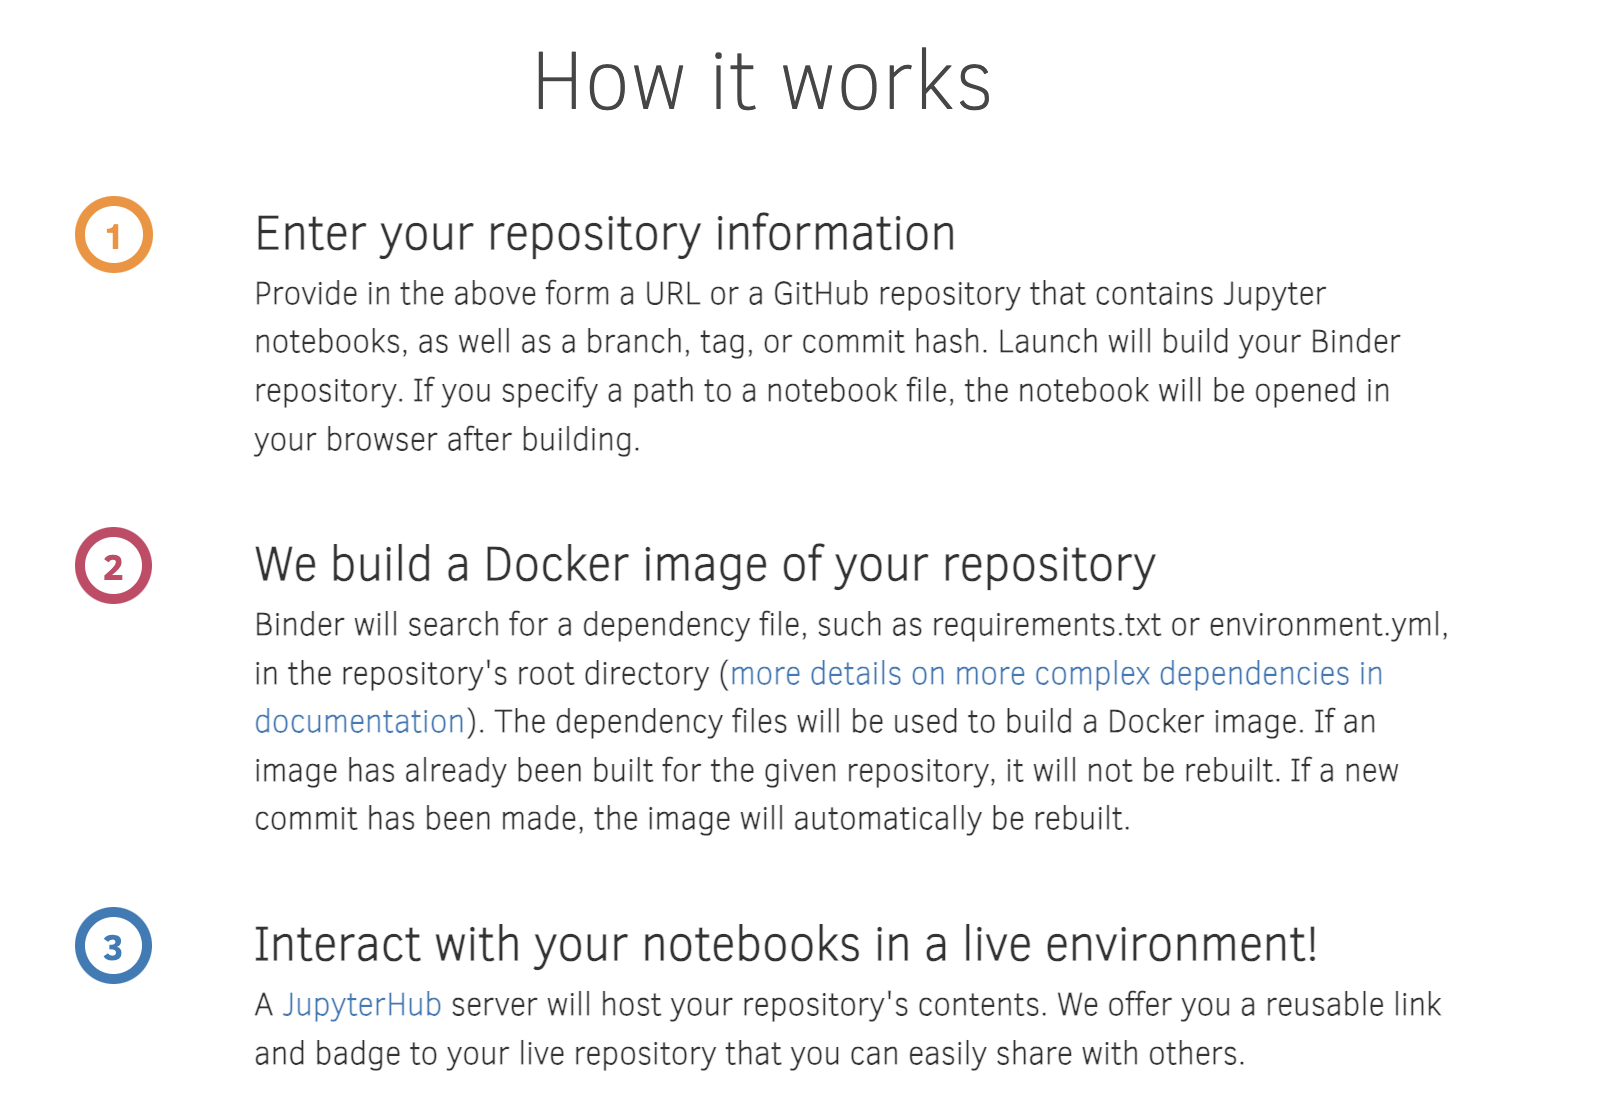 How it works
1
Enter your repository information
Provide in the above form a URL or a GitHub repository that contains Jupyter
notebooks, as well as a branch, tag, or commit hash. Launch will build your Binder
repository. If you specify a path to a notebook file, the notebook will be opened in
your browser after building.
2
We build a Docker image of your repository
Binder will search for a dependency file, such as requirements.txt or environment.yml,
in the repository's root directory (more details on more complex dependencies in
documentation). The dependency files will be used to build a Docker image. If an
image has already been built for the given repository, it will not be rebuilt. If a new
commit has been made, the image will automatically be rebuilt.
3
Interact with your notebooks in a live environment!
A JupyterHub server will host your repository's contents. We offer you a reusable link
and badge to your live repository that you can easily share with others.